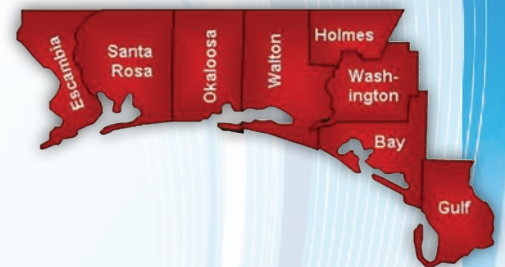 Escambia
Santa
Rosa
Okaloosa
Walton
Holmes
Wash-
ington
Bay
Gulf